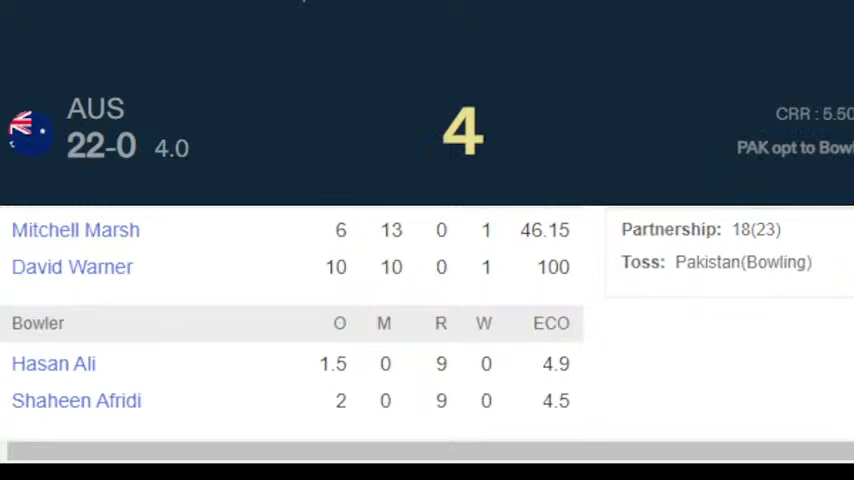 AUS
22-0 4.0
4
CRR : 5.50
PAK opt to Bowl
Mitchell Marsh 6 13 0 1 46.15
David Warner 10 10 0 1 100
Partnership: 18(23)
Toss: Pakistan(Bowling)
Bowler O M R W ECO
Hasan Ali 1.5 0 9 0 4.9
Shaheen Afridi 2 0 9 0 4.5